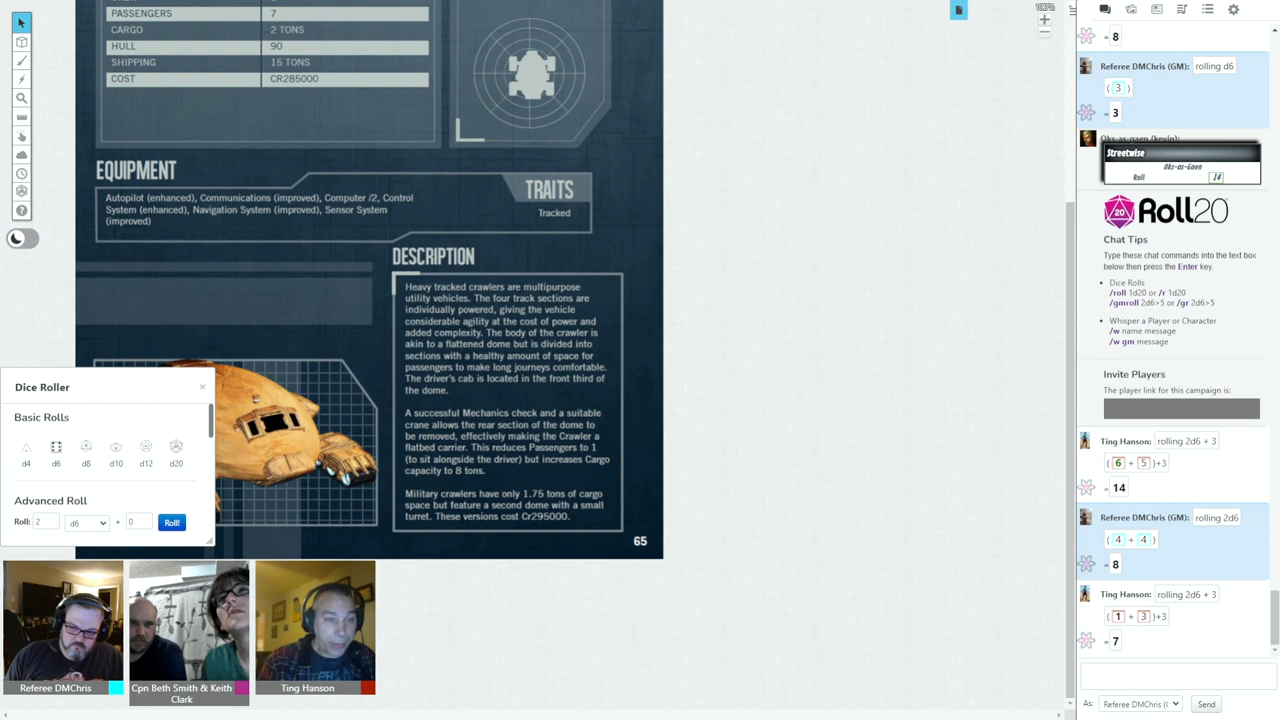 PASSENGERS 7
CARGO 2 TONS
HULL 90
SHIPPING 15 TONS
COST CR285000
EQUIPMENT
Autopilot (enhanced), Communications (improved), Computer /2, Control
System (enhanced), Navigation System (improved), Sensor System
(improved)
TRAITS
Tracked
DESCRIPTION
Heavy tracked crawlers are multipurpose
utility vehicles. The four track sections are
individually powered, giving the vehicle
considerable agility at the cost of power and
added complexity. The body of the crawler is
akin to a flattened dome but is divided into
sections with a healthy amount of space for
passengers to make long journeys comfortable.
The driver's cab is located in the front third of
the dome.
A successful Mechanics check and a suitable
crane allows the rear section of the dome to
be removed, effectively making the Crawler a
flatbed carrier. This reduces Passengers to 1
(to sit alongside the driver) but increases Cargo
capacity to 8 tons.
Military crawlers have only 1.75 tons of cargo
space but feature a second dome with a small
turret. These versions cost Cr295000.
65
Dice Roller ×
Basic Rolls
d4 d6 d8 d10 d12 d20
Advanced Roll
Roll: 2 d6 + 0 Roll!
Referee DMChris
Cpn Beth Smith & Keith
Clark
Ting Hanson
100%
= 8
Referee DMChris (GM): rolling d6
( 3 )
= 3
Oks-as-gaen (kevin):
Streetwise
Oks-as-Gaen
Roll 14
20 Roll20
Chat Tips
Type these chat commands into the text box
below then press the Enter key.
• Dice Rolls
/roll 1d20 or /r 1d20
/gmroll 2d6>5 or /gr 2d6>5
• Whisper a Player or Character
/w name message
/w gm message
Invite Players
The player link for this campaign is:
Ting Hanson: rolling 2d6 + 3
( 6 + 5 )+3
= 14
Referee DMChris (GM): rolling 2d6
( 4 + 4 )
= 8
Ting Hanson: rolling 2d6 + 3
( 1 + 3 )+3
= 7
As: Referee DMChris (( Send